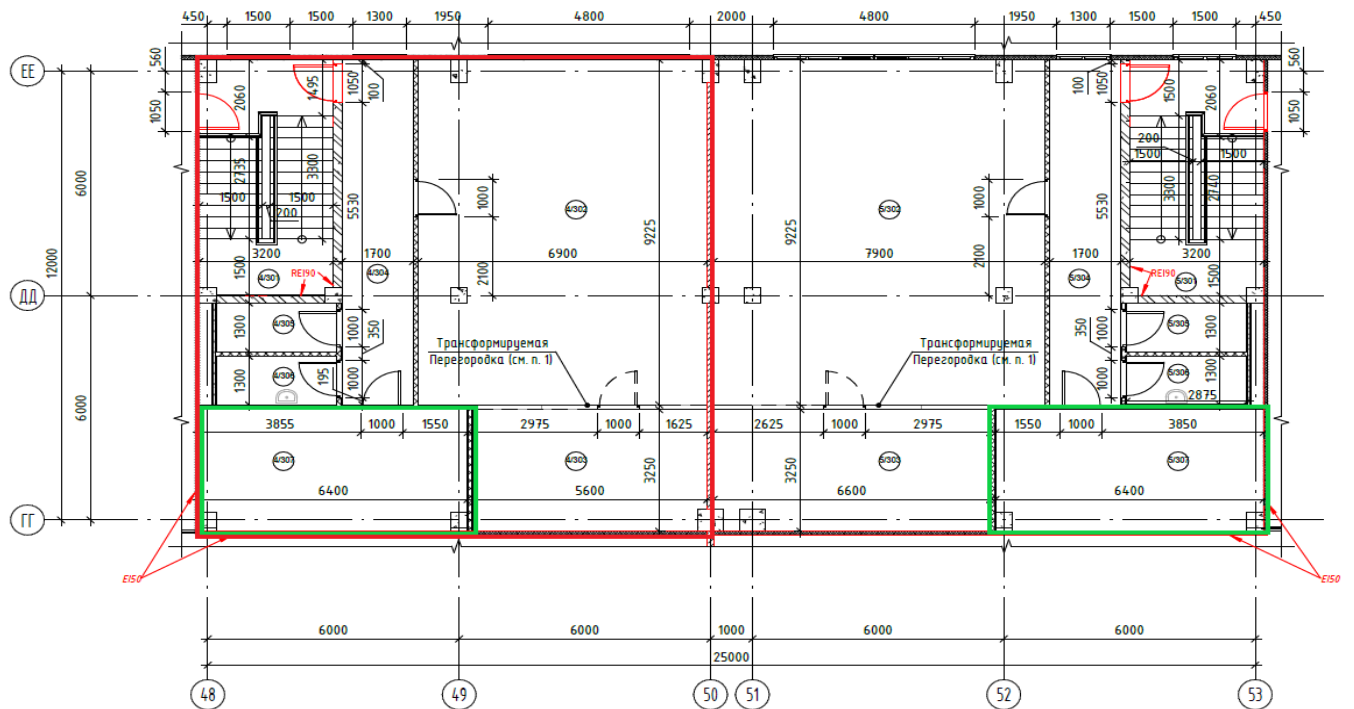 450 1500 1500 1300 1950 4800 2000 4800 1950 1300 1500 1500 450
ЕЕ
560 1050 2060 1495 1050 100
100 1050 1500 2060 560 1050
6000 12000 6000
2735 3300 5530 1000 4/302 9225
9225 5/302 1000 5530 3300 2740
200
1500 1500
200
1500 1500
3200 1700 6900 7900 1700 3200
1500 4/301 REI90 4/304 2100
2100 5/304 REI90 5/301 1500
ДД
1300 4/305 1000 350
350 1000 5/305 1300
Трансформируемая
Перегородка (см. п. 1)
Трансформируемая
Перегородка (см. п. 1)
1300 4/306 195 1000
1000 5/306 1300
2875
3855 1000 1550 2975 1000 1625 2625 1000 2975 1550 1000 3850
4/307 4/303 3250 3250 5/303 5/307
6400 5600 6600 6400
ГГ
EI50 EI50
6000 6000 1000 6000 6000
25000
48 49 50 51 52 53